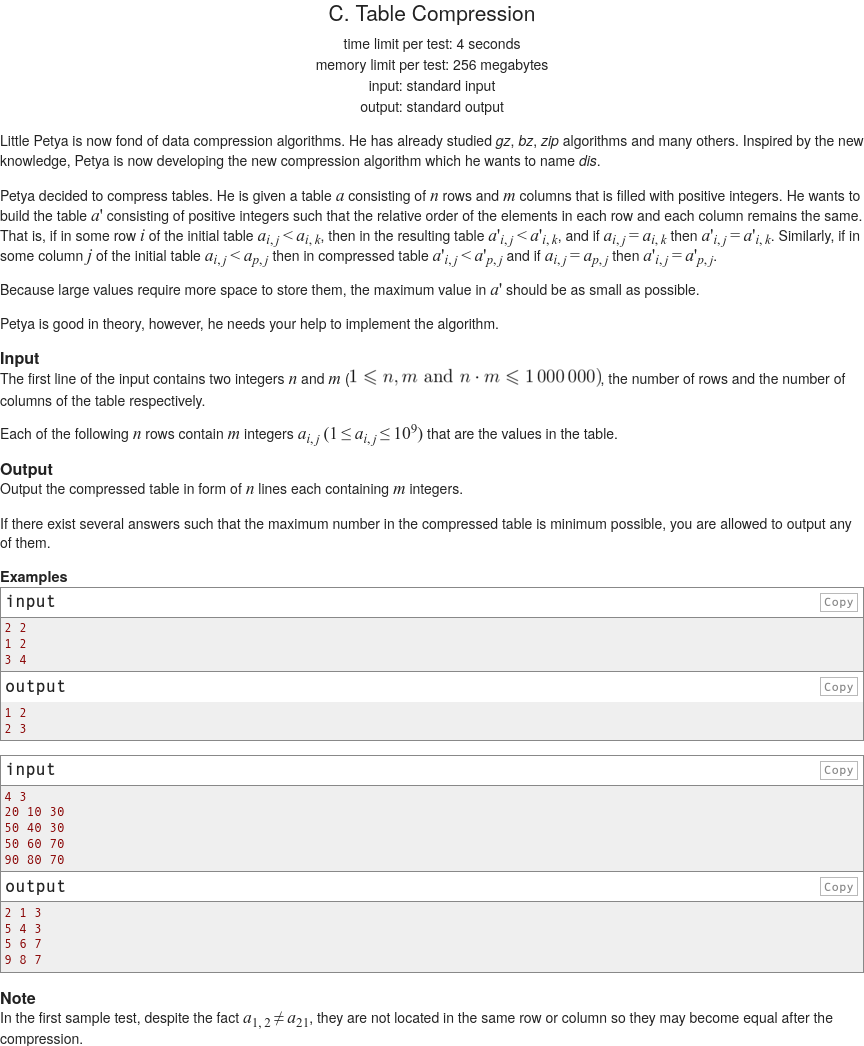 C. Table Compression
time limit per test: 4 seconds
memory limit per test: 256 megabytes
input: standard input
output: standard output
Little Petya is now fond of data compression algorithms. He has already studied gz, bz, zip algorithms and many others. Inspired by the new
knowledge, Petya is now developing the new compression algorithm which he wants to name dis.
Petya decided to compress tables. He is given a table a consisting of n rows and m columns that is filled with positive integers. He wants to
build the table a' consisting of positive integers such that the relative order of the elements in each row and each column remains the same.
That is, if in some row i of the initial table a_{i, j} < a_{i, k}, then in the resulting table a'_{i, j} < a'_{i, k}, and if a_{i, j} = a_{i, k} then a'_{i, j} = a'_{i, k}. Similarly, if in
some column j of the initial table a_{i, j} < a_{p, j} then in compressed table a'_{i, j} < a'_{p, j} and if a_{i, j} = a_{p, j} then a'_{i, j} = a'_{p, j}.
Because large values require more space to store them, the maximum value in a' should be as small as possible.
Petya is good in theory, however, he needs your help to implement the algorithm.
Input
The first line of the input contains two integers n and m (1 ⩽ n, m and n · m ⩽ 1 000 000), the number of rows and the number of
columns of the table respectively.
Each of the following n rows contain m integers a_{i, j} (1 ≤ a_{i, j} ≤ 10^9) that are the values in the table.
Output
Output the compressed table in form of n lines each containing m integers.
If there exist several answers such that the maximum number in the compressed table is minimum possible, you are allowed to output any
of them.
Examples
input Copy
2 2
1 2
3 4
output Copy
1 2
2 3
input Copy
4 3
20 10 30
50 40 30
50 60 70
90 80 70
output Copy
2 1 3
5 4 3
5 6 7
9 8 7
Note
In the first sample test, despite the fact a_{1, 2} ≠ a_{21}, they are not located in the same row or column so they may become equal after the
compression.